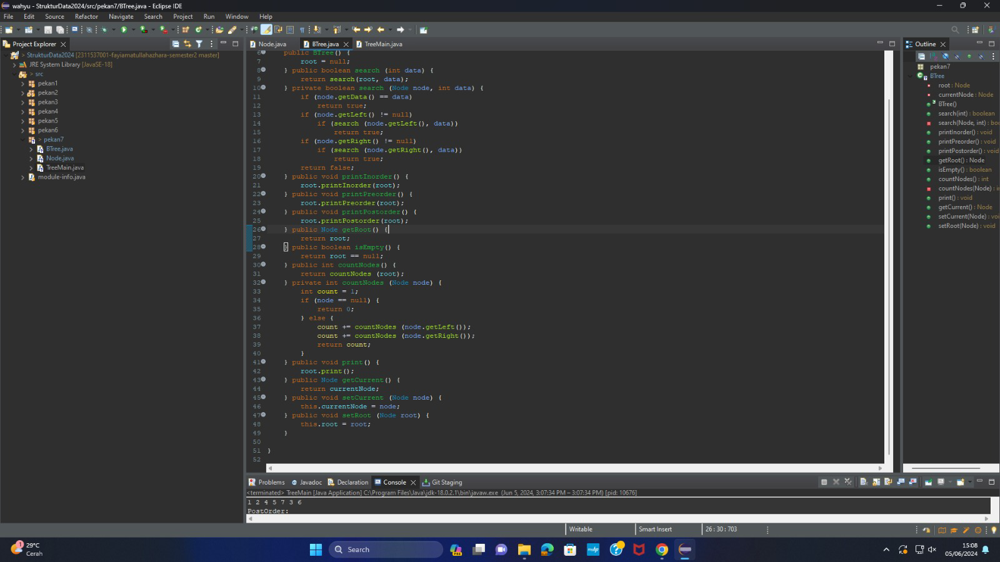 wahyu - StrukturData2024/src/pekan7/BTree.java - Eclipse IDE
File Edit Source Refactor Navigate Search Project Run Window Help
Project Explorer
> StrukturData2024 [2311537001-fayiamatullahazhara-semester2 master]
JRE System Library [JavaSE-18]
> src
pekan1
pekan2
pekan3
pekan4
pekan5
pekan6
> pekan7
BTree.java
Node.java
TreeMain.java
module-info.java
Node.java BTree.java TreeMain.java
6 public BTree() {
7 root = null;
8 } public boolean search (int data) {
9 return search(root, data);
10 } private boolean search (Node node, int data) {
11 if (node.getData() == data)
12 return true;
13 if (node.getLeft() != null)
14 if (search (node.getLeft(), data))
15 return true;
16 if (node.getRight() != null)
17 if (search (node.getRight(), data))
18 return true;
19 return false;
20 } public void printInorder() {
21 root.printInorder(root);
22 } public void printPreorder() {
23 root.printPreorder(root);
24 } public void printPostorder() {
25 root.printPostorder(root);
26 } public Node getRoot() {
27 return root;
28 } public boolean isEmpty() {
29 return root == null;
30 } public int countNodes() {
31 return countNodes (root);
32 } private int countNodes (Node node) {
33 int count = 1;
34 if (node == null) {
35 return 0;
36 } else {
37 count += countNodes (node.getLeft());
38 count += countNodes (node.getRight());
39 return count;
40 }
41 } public void print() {
42 root.print();
43 } public Node getCurrent() {
44 return currentNode;
45 } public void setCurrent (Node node) {
46 this.currentNode = node;
47 } public void setRoot (Node root) {
48 this.root = root;
49 }
50
51 }
52
Outline
pekan7
BTree
root : Node
currentNode : Node
BTree()
search(int) : boolean
search(Node, int) : boo
printInorder() : void
printPreorder() : void
printPostorder() : void
getRoot() : Node
isEmpty() : boolean
countNodes() : int
countNodes(Node) : in
print() : void
getCurrent() : Node
setCurrent(Node) : voi
setRoot(Node) : void
Problems Javadoc Declaration Console Git Staging
<terminated> TreeMain [Java Application] C:\Program Files\Java\jdk-18.0.2.1\bin\javaw.exe (Jun 5, 2024, 3:07:34 PM – 3:07:34 PM) [pid: 10676]
1 2 4 5 7 3 6
PostOrder:
Writable Smart Insert 26 : 30 : 703
29°C
Cerah
Search
15:08
05/06/2024